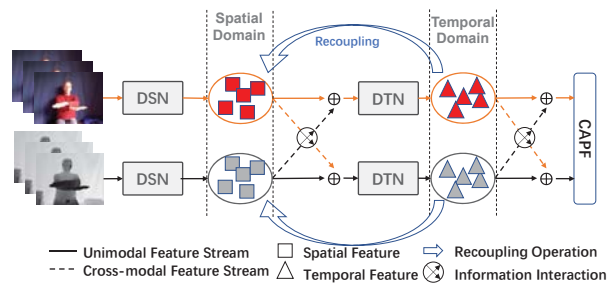 Spatial
Domain
Temporal
Domain
Recoupling
DSN
DTN
DSN
DTN
CAPF
Unimodal Feature Stream
Spatial Feature
Recoupling Operation
Cross-modal Feature Stream
Temporal Feature
Information Interaction